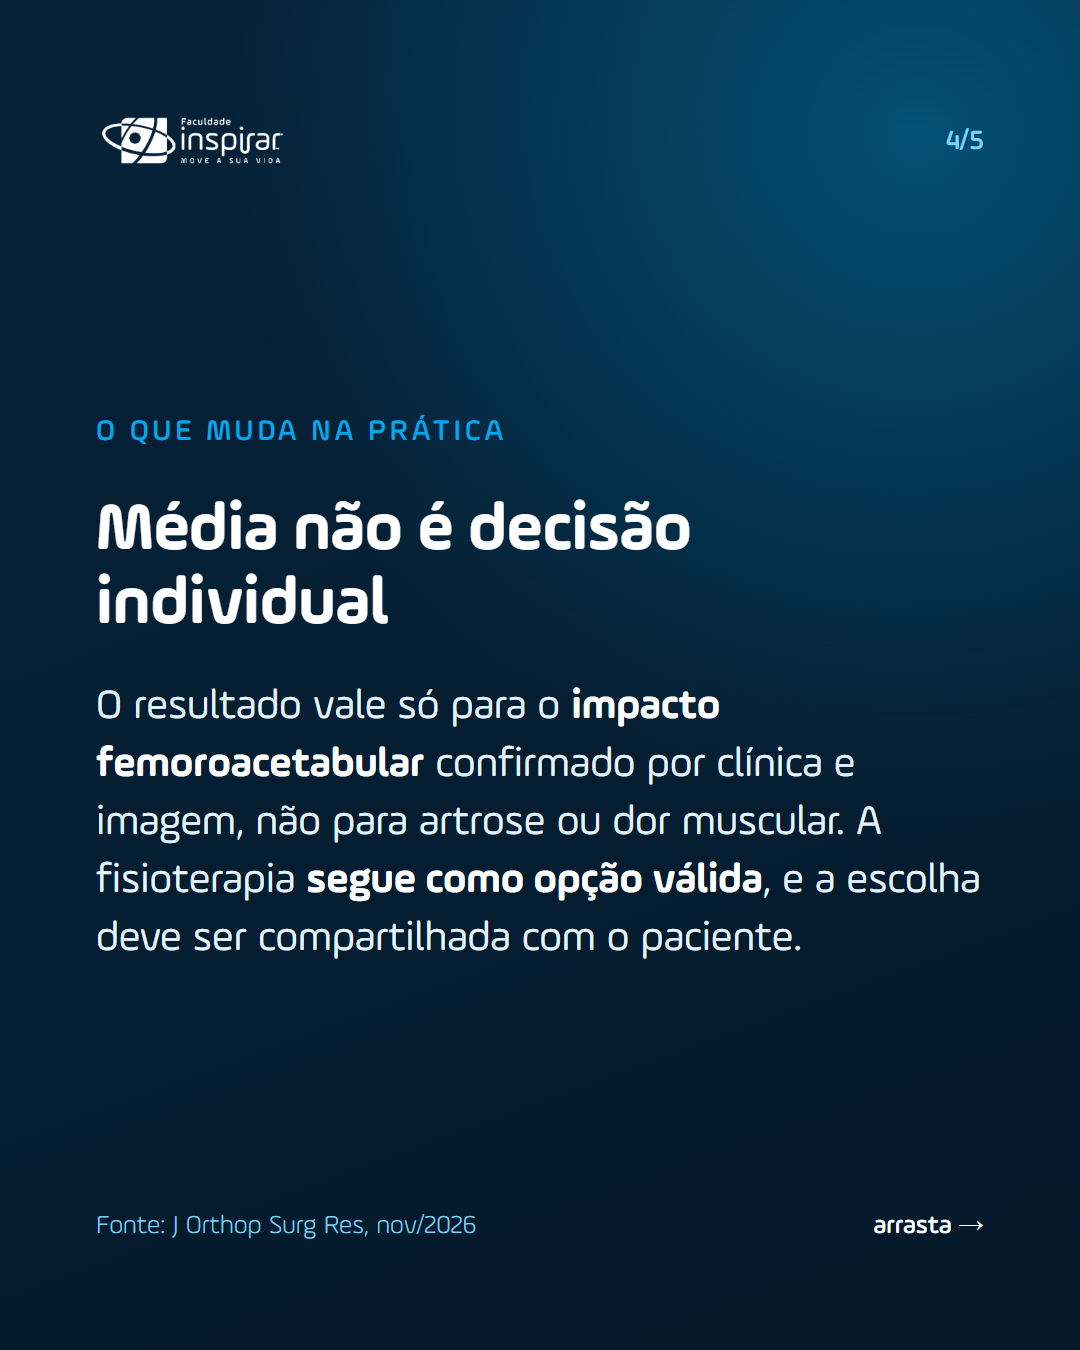 Faculdade
inspirar
MOVE A SUA VIDA
4/5
O QUE MUDA NA PRÁTICA
Média não é decisão
individual
O resultado vale só para o impacto
femoroacetabular confirmado por clínica e
imagem, não para artrose ou dor muscular. A
fisioterapia segue como opção válida, e a escolha
deve ser compartilhada com o paciente.
Fonte: J Orthop Surg Res, nov/2026
arrasta →